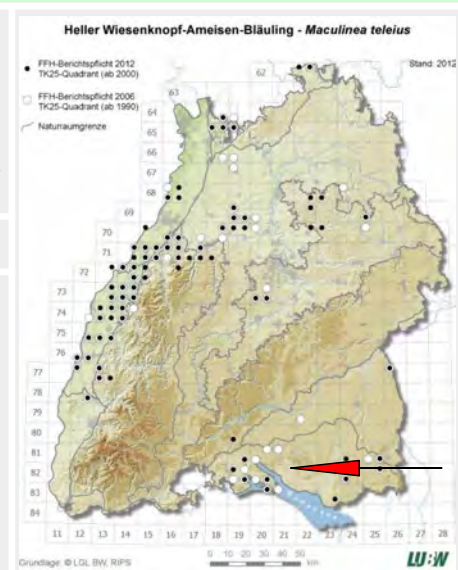 Heller Wiesenknopf-Ameisen-Bläuling - Maculinea teleius
FFH-Berichtspflicht 2012
TK25-Quadrant (ab 2000)
Stand: 2012
FFH-Berichtspflicht 2006
TK25-Quadrant (ab 1990)
Naturraumgrenze
62
63
64
65
66
67
68
69
70
71
72
73
74
75
76
77
78
79
80
81
82
83
84
11 12 13 14 15 16 17 18 19 20 21 22 23 24 25 26 27 28
0 10 20 30 40 50
km
Grundlage: © LGL BW, RIPS
LUBW